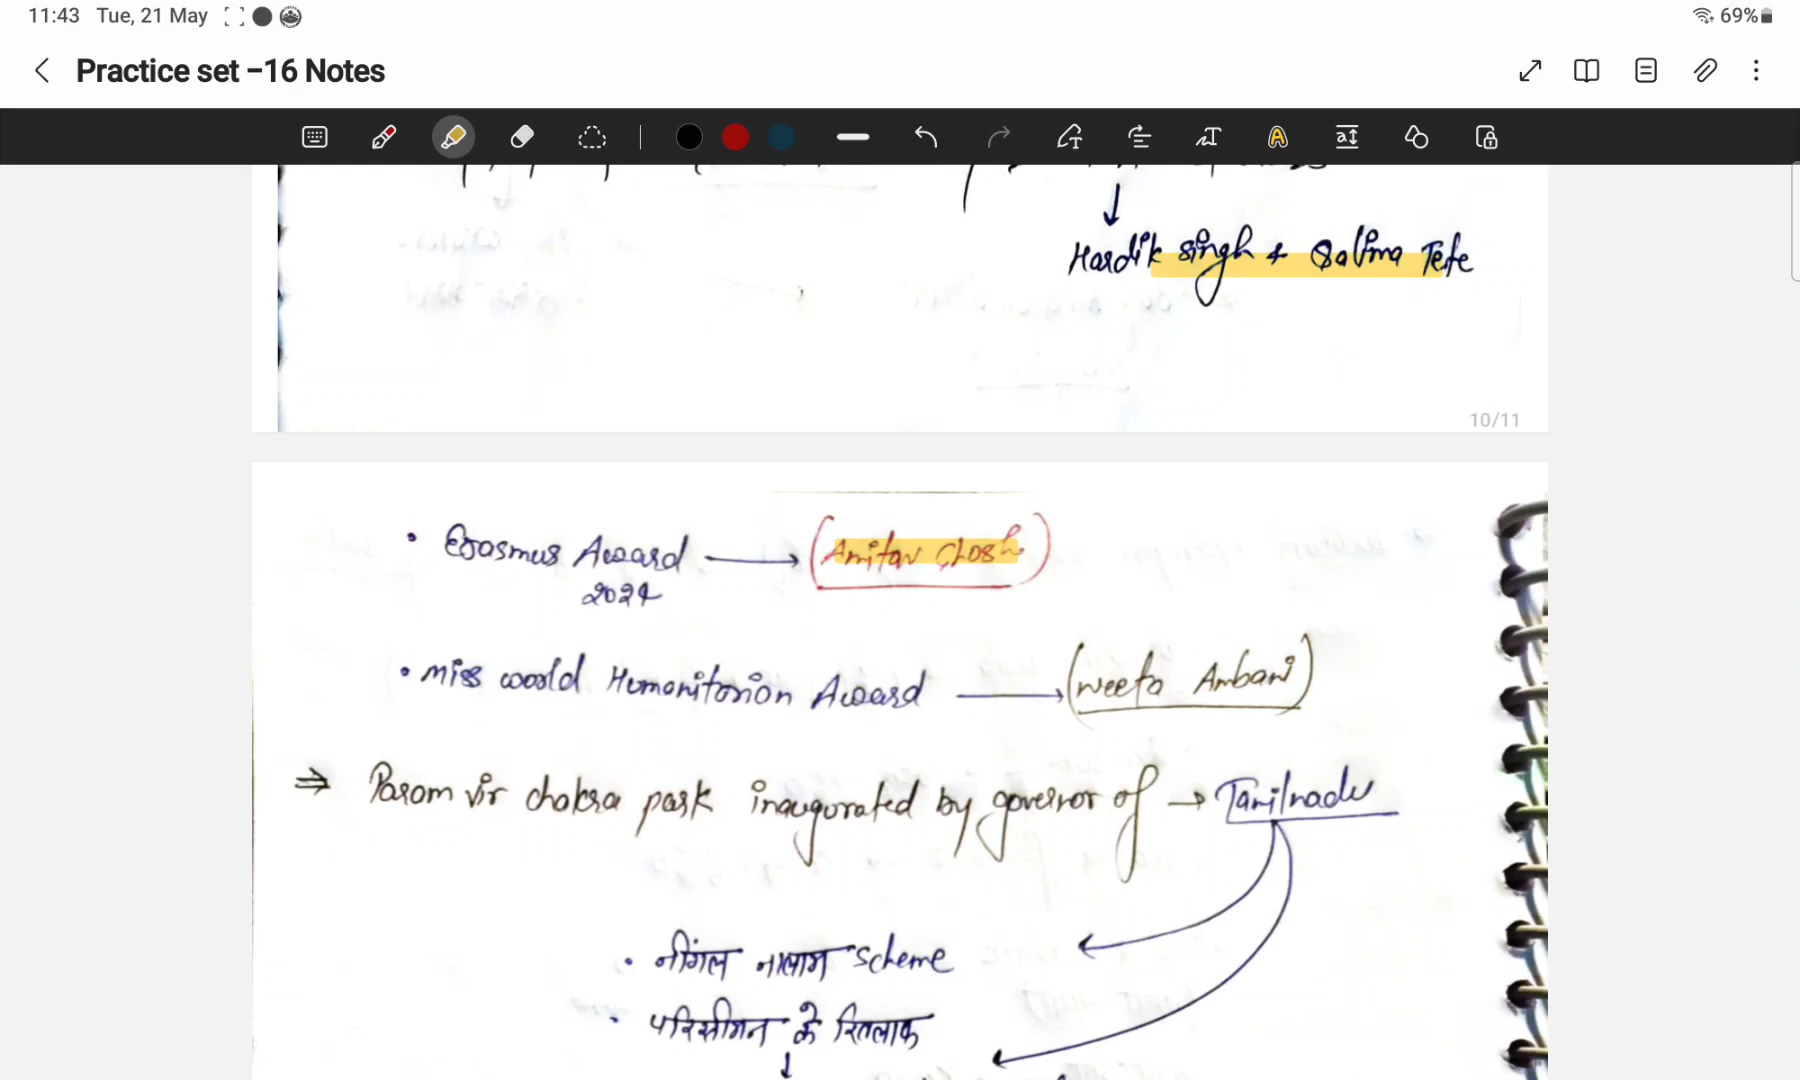 11:43 Tue, 21 May
69%
Practice set –16 Notes
Hardik Singh + Salima Tete
10/11
• Erasmus Award → (Amitav Ghosh)
2024
• Miss world Humanitarian Award → (Neeta Ambani)
⇒ Param vir chakra park inaugurated by governor of → Tamilnadu
• नींगल नालाम scheme
• परिसीमन के खिलाफ